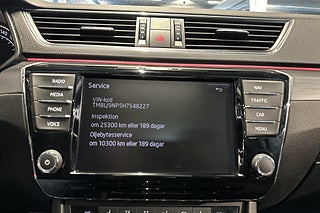 RADIO
MEDIA
PHONE
VOICE
Service
VIN-kod
TMBLJ9NP5H7548227
Inspektion
om 25300 km eller 189 dagar
Oljebytesservice
om 10300 km eller 189 dagar
NAV
TRAFFIC
CAR
MENU